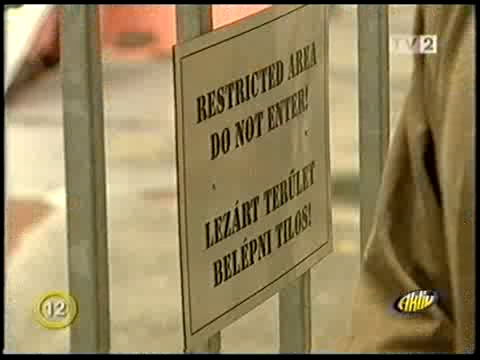 TV2
RESTRICTED AREA
DO NOT ENTER!
LEZÁRT TERÜLET
BELÉPNI TILOS!
12
Aktív